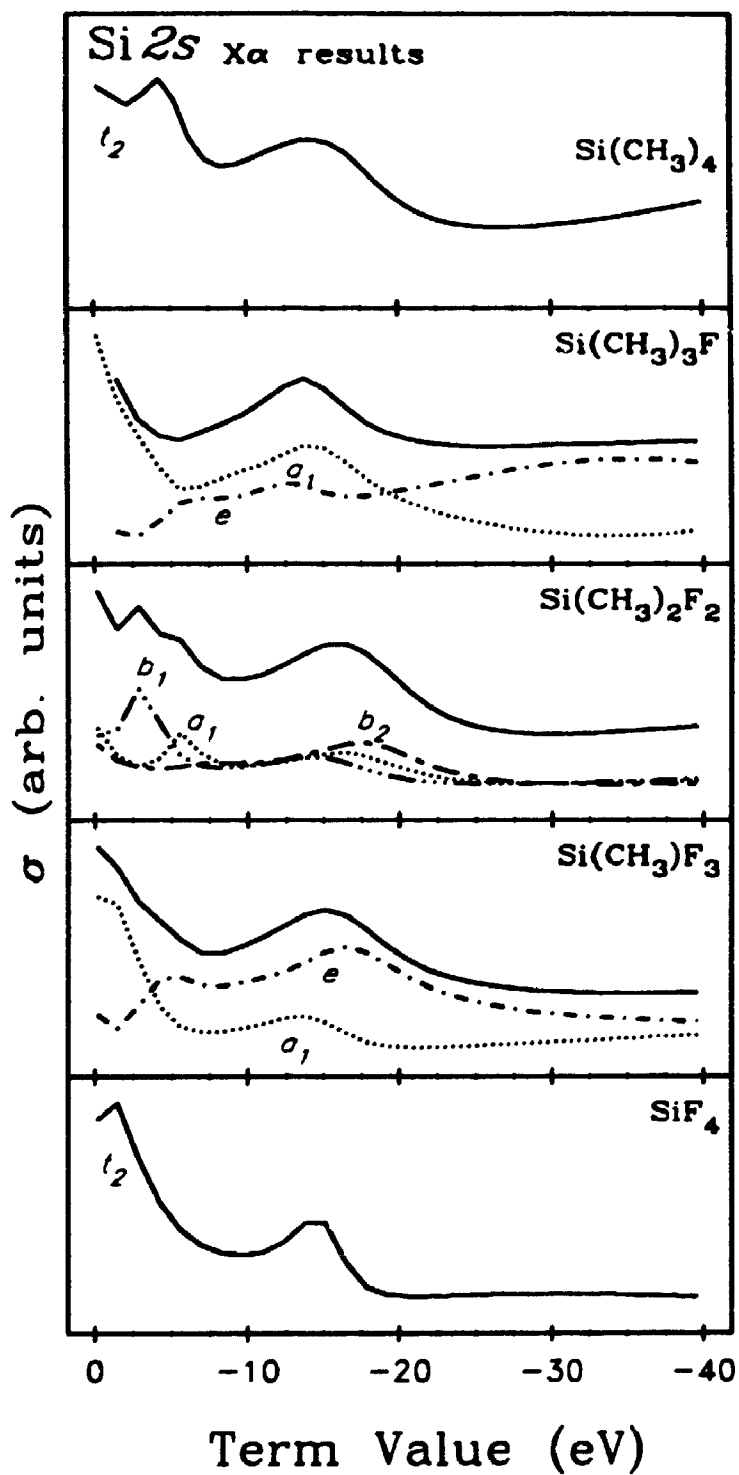 Si 2s Xα results
t₂
Si(CH₃)₄
Si(CH₃)₃F
a₁
e
Si(CH₃)₂F₂
b₁
a₁
b₂
Si(CH₃)F₃
e
a₁
SiF₄
t₂
0 -10 -20 -30 -40
Term Value (eV)
σ (arb. units)